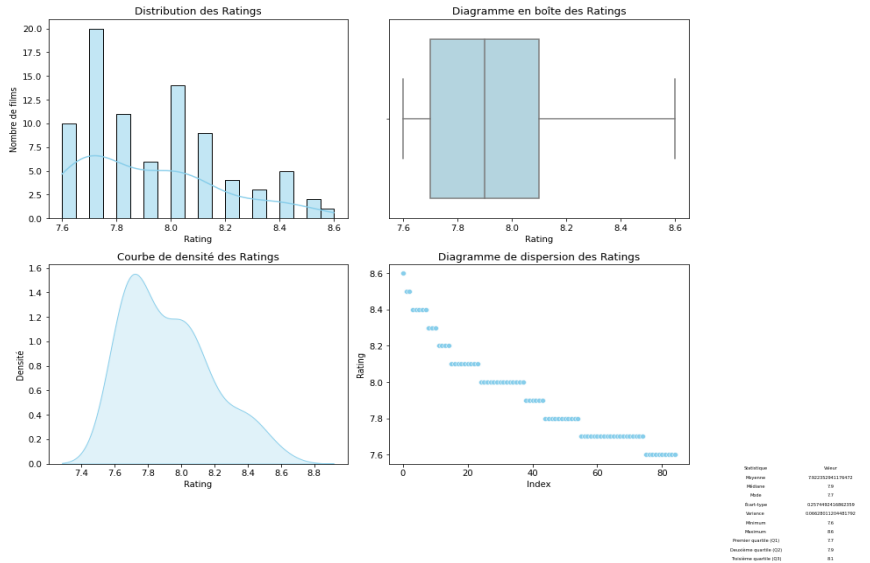 Distribution des Ratings
Nombre de films
20.0
17.5
15.0
12.5
10.0
7.5
5.0
2.5
0.0
7.6 7.8 8.0 8.2 8.4 8.6
Rating
Diagramme en boîte des Ratings
7.6 7.8 8.0 8.2 8.4 8.6
Rating
Courbe de densité des Ratings
Densité
1.6
1.4
1.2
1.0
0.8
0.6
0.4
0.2
0.0
7.4 7.6 7.8 8.0 8.2 8.4 8.6 8.8
Rating
Diagramme de dispersion des Ratings
Rating
8.6
8.4
8.2
8.0
7.8
7.6
0 20 40 60 80
Index
Statistique Valeur
Moyenne
Médiane 7.9
Mode 7.7
Écart-type
Variance
Minimum 7.6
Maximum 8.6
Premier quartile (Q1) 7.7
Deuxième quartile (Q2) 7.9
Troisième quartile (Q3) 8.1